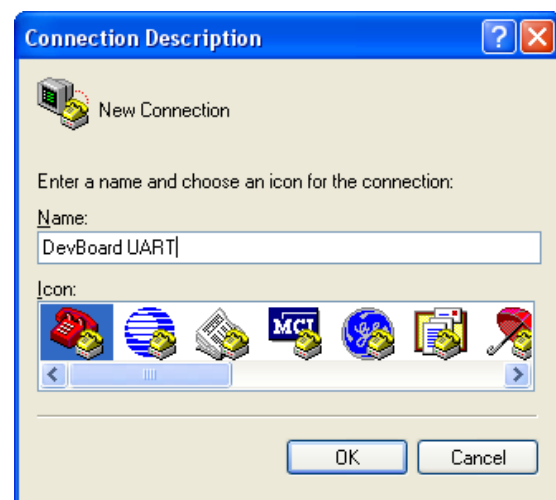 Connection Description
New Connection
Enter a name and choose an icon for the connection:
Name:
DevBoard UART
Icon:
MCI
OK Cancel